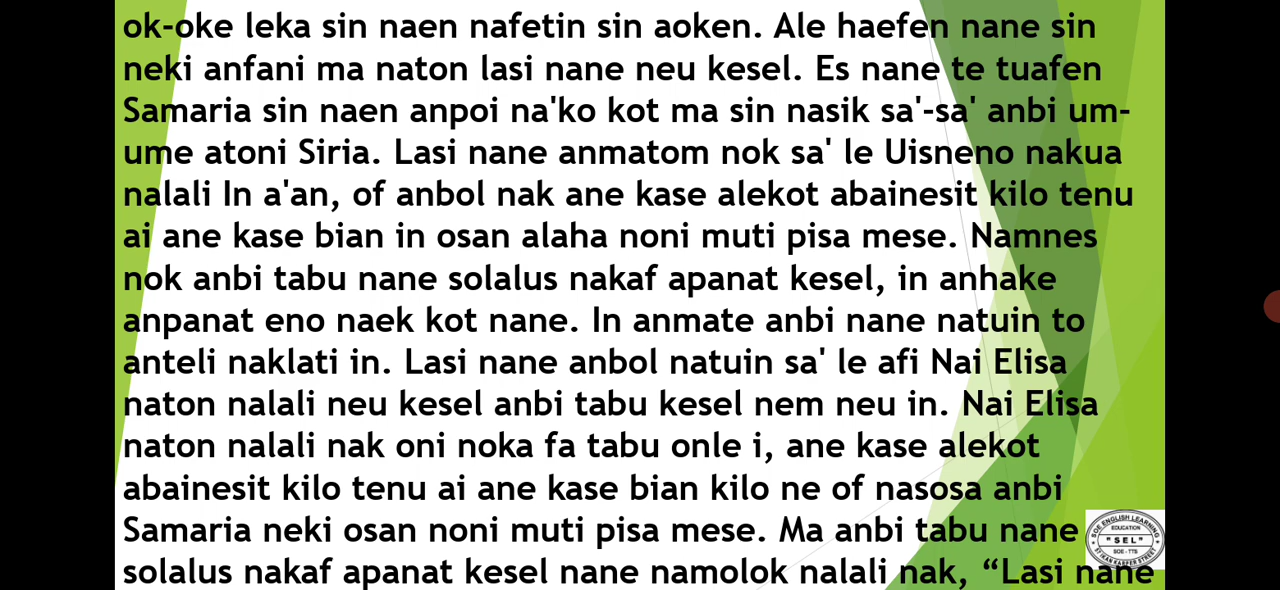 ok-oke leka sin naen nafetin sin aoken. Ale haefen nane sin
neki anfani ma naton lasi nane neu kesel. Es nane te tuafen
Samaria sin naen anpoi na'ko kot ma sin nasik sa'-sa' anbi um-
ume atoni Siria. Lasi nane anmatom nok sa' le Uisneno nakua
nalali In a'an, of anbol nak ane kase alekot abainesit kilo tenu
ai ane kase bian in osan alaha noni muti pisa mese. Namnes
nok anbi tabu nane solalus nakaf apanat kesel, in anhake
anpanat eno naek kot nane. In anmate anbi nane natuin to
anteli naklati in. Lasi nane anbol natuin sa' le afi Nai Elisa
naton nalali neu kesel anbi tabu kesel nem neu in. Nai Elisa
naton nalali nak oni noka fa tabu onle i, ane kase alekot
abainesit kilo tenu ai ane kase bian kilo ne of nasosa anbi
Samaria neki osan noni muti pisa mese. Ma anbi tabu nane
solalus nakaf apanat kesel nane namolok nalali nak, “Lasi nane
SOE ENGLISH LEARNING
EDUCATION
"SEL"
SOE - TTS